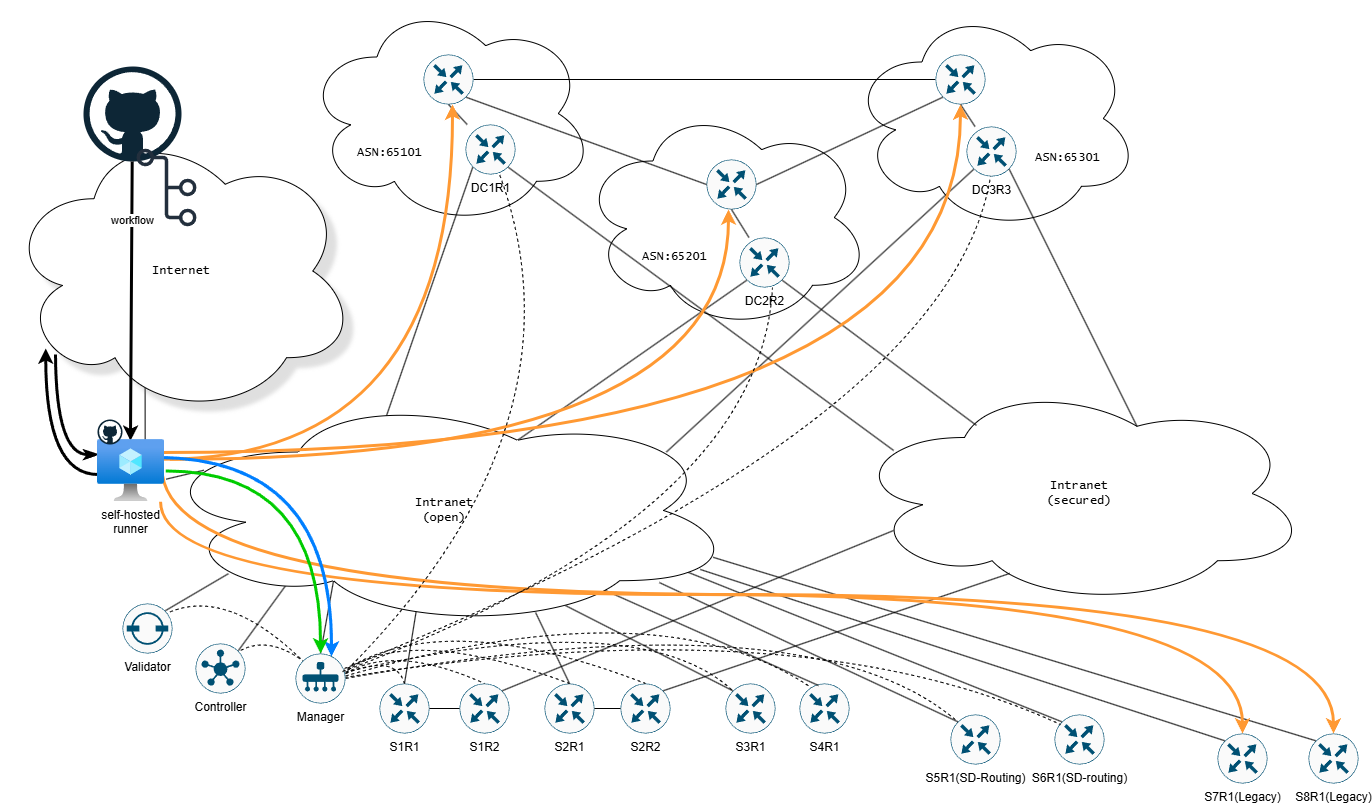 ASN:65101
DC1R1
ASN:65301
DC3R3
workflow
Internet
ASN:65201
DC2R2
Intranet
(open)
Intranet
(secured)
self-hosted
runner
Validator
Controller
Manager
S1R1
S1R2
S2R1
S2R2
S3R1
S4R1
S5R1(SD-Routing)
S6R1(SD-routing)
S7R1(Legacy)
S8R1(Legacy)